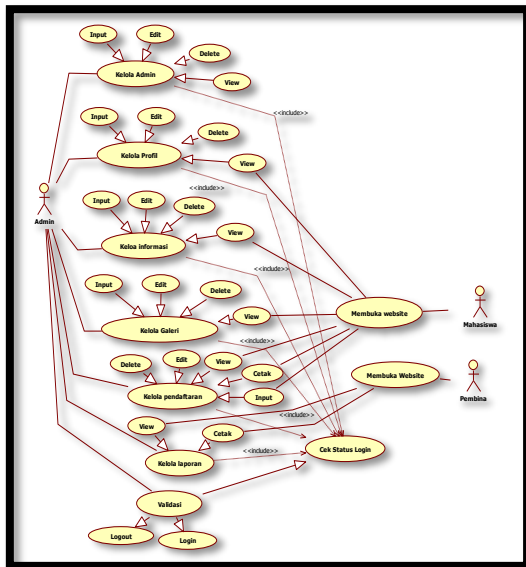 Input
Edit
Delete
Kelola Admin
View
<<include>>
Input
Edit
Delete
Kelola Profil
View
<<include>>
Admin
Input
Edit
Delete
View
Keloa informasi
<<include>>
Input
Edit
Delete
View
Membuka website
Mahasiswa
Kelola Galeri
<<include>>
Delete
Edit
View
Cetak
Membuka Website
Pembina
Kelola pendaftaran
Input
<<include>>
View
Cetak
Cek Status Login
Kelola laporan
<<include>>
Validasi
Logout
Login